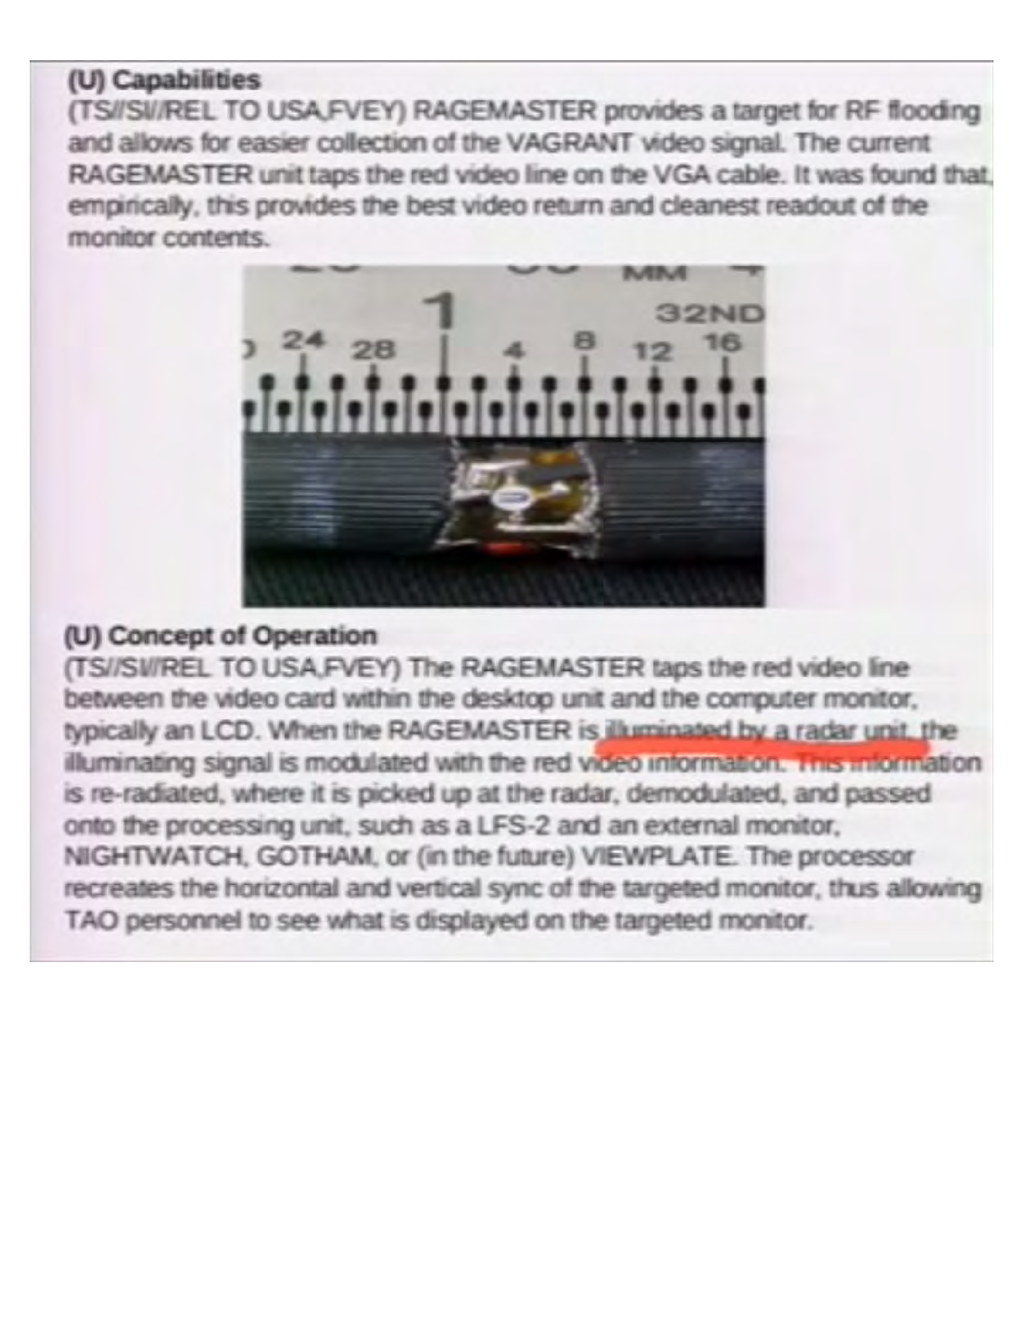 (U) Capabilities
(TS//SI//REL TO USA,FVEY) RAGEMASTER provides a target for RF flooding
and allows for easier collection of the VAGRANT video signal. The current
RAGEMASTER unit taps the red video line on the VGA cable. It was found that,
empirically, this provides the best video return and cleanest readout of the
monitor contents.
MM
1 32ND
24 28 4 8 12 16
(U) Concept of Operation
(TS//SI//REL TO USA,FVEY) The RAGEMASTER taps the red video line
between the video card within the desktop unit and the computer monitor,
typically an LCD. When the RAGEMASTER is illuminated by a radar unit, the
illuminating signal is modulated with the red video information. This information
is re-radiated, where it is picked up at the radar, demodulated, and passed
onto the processing unit, such as a LFS-2 and an external monitor,
NIGHTWATCH, GOTHAM, or (in the future) VIEWPLATE. The processor
recreates the horizontal and vertical sync of the targeted monitor, thus allowing
TAO personnel to see what is displayed on the targeted monitor.